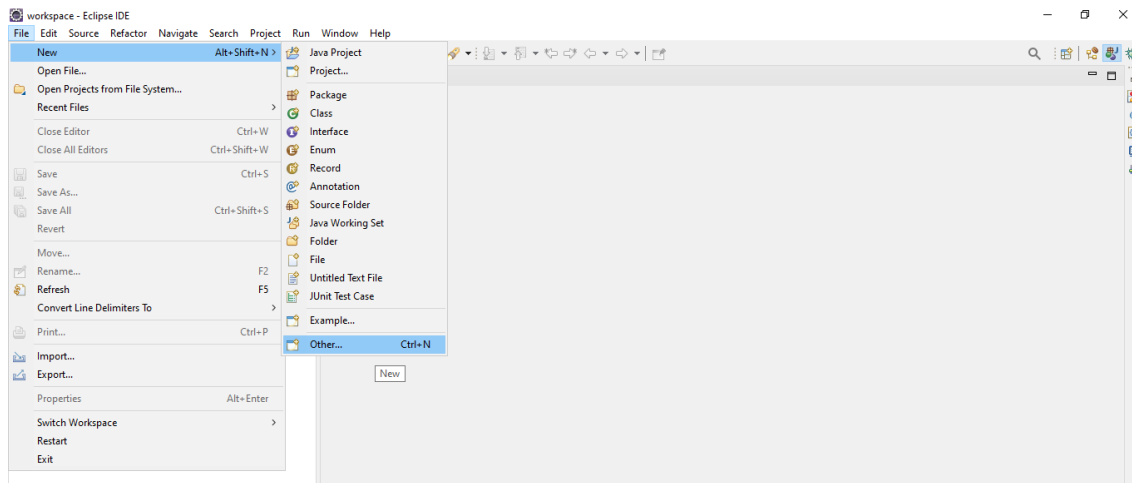 workspace - Eclipse IDE
File Edit Source Refactor Navigate Search Project Run Window Help
New Alt+Shift+N >
Open File...
Open Projects from File System...
Recent Files >
Close Editor Ctrl+W
Close All Editors Ctrl+Shift+W
Save Ctrl+S
Save As...
Save All Ctrl+Shift+S
Revert
Move...
Rename... F2
Refresh F5
Convert Line Delimiters To >
Print... Ctrl+P
Import...
Export...
Properties Alt+Enter
Switch Workspace >
Restart
Exit
Java Project
Project...
Package
Class
Interface
Enum
Record
Annotation
Source Folder
Java Working Set
Folder
File
Untitled Text File
JUnit Test Case
Example...
Other... Ctrl+N
New